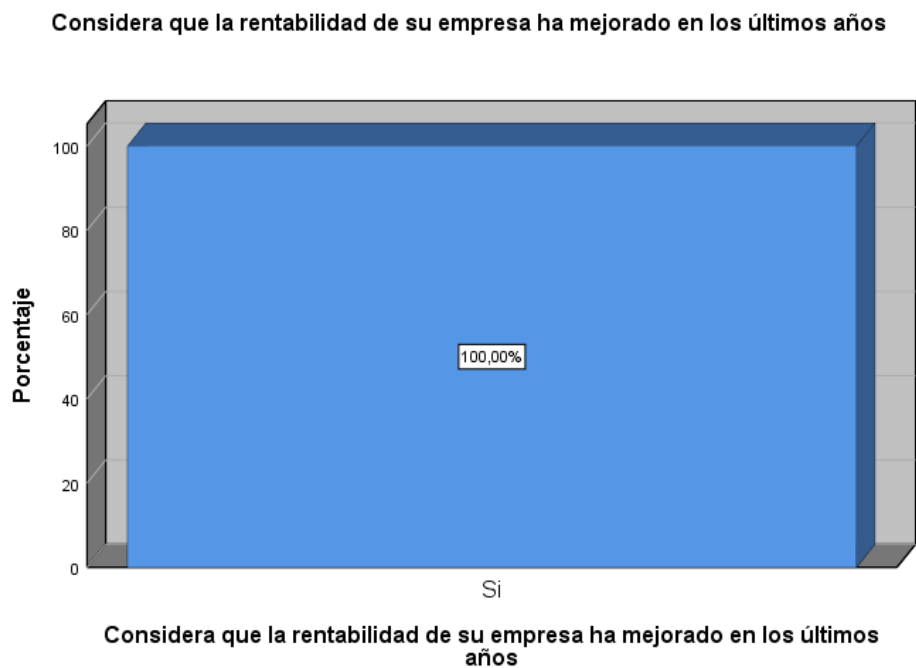 Considera que la rentabilidad de su empresa ha mejorado en los últimos años
100
80
60
40
20
0
Porcentaje
100,00%
Si
Considera que la rentabilidad de su empresa ha mejorado en los últimos
años